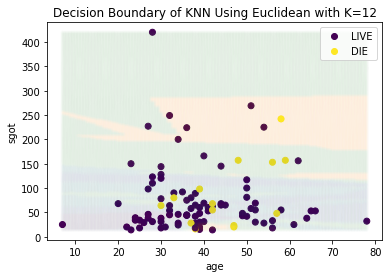 Decision Boundary of KNN Using Euclidean with K=12
LIVE
DIE
sgot
400
350
300
250
200
150
100
50
0
10 20 30 40 50 60 70 80
age